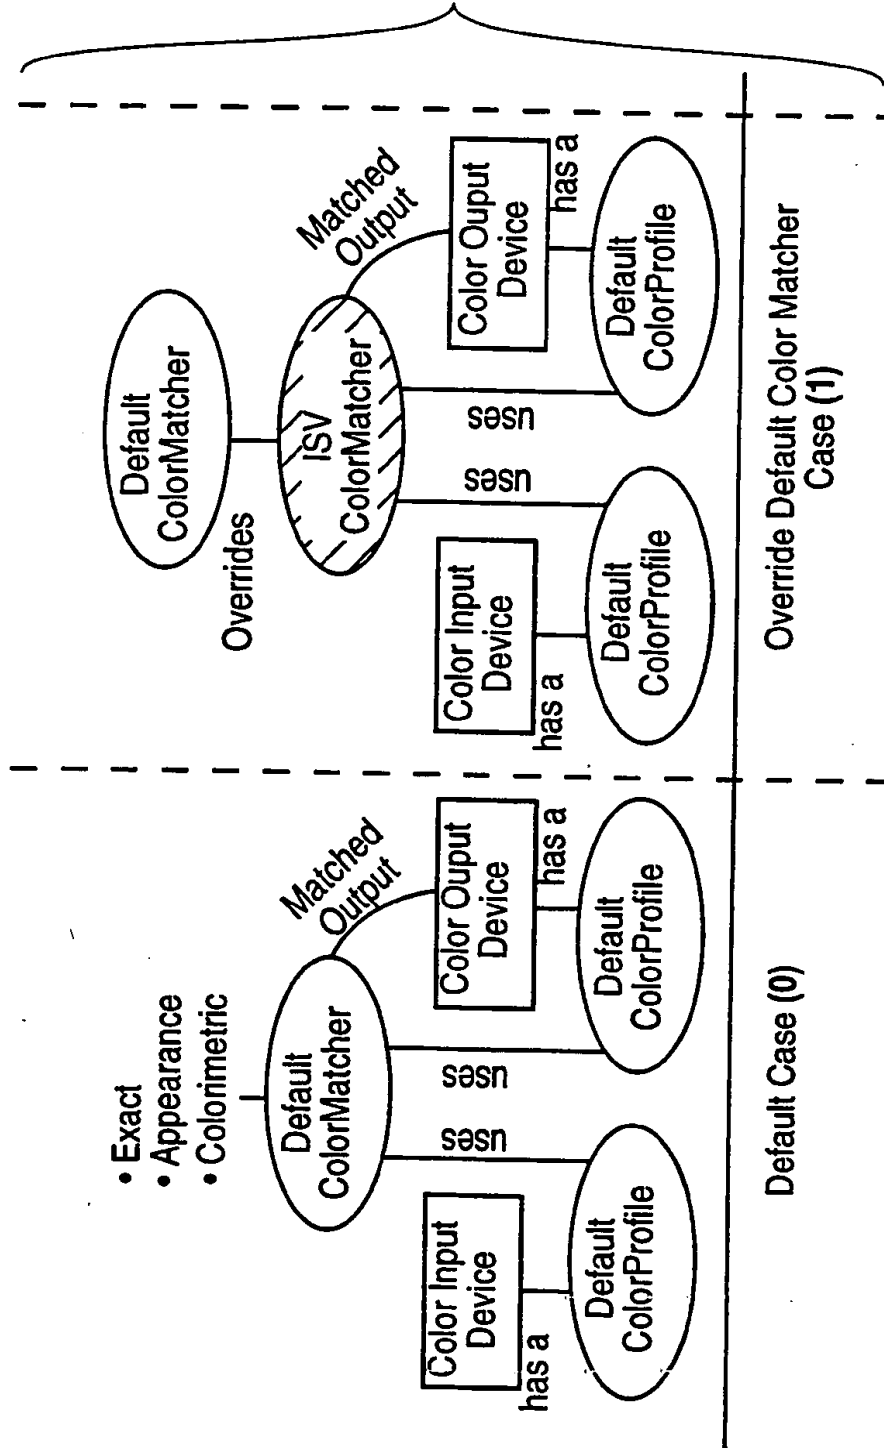 • Exact
• Appearance
• Colorimetric
Default
ColorMatcher
Matched
Output
uses
uses
Color Input
Device
has a
Color Ouput
Device
has a
Default
ColorProfile
Default
ColorProfile
Default Case (0)
Default
ColorMatcher
Overrides
ISV
ColorMatcher
Matched
Output
uses
uses
Color Input
Device
has a
Color Ouput
Device
has a
Default
ColorProfile
Default
ColorProfile
Override Default Color Matcher
Case (1)